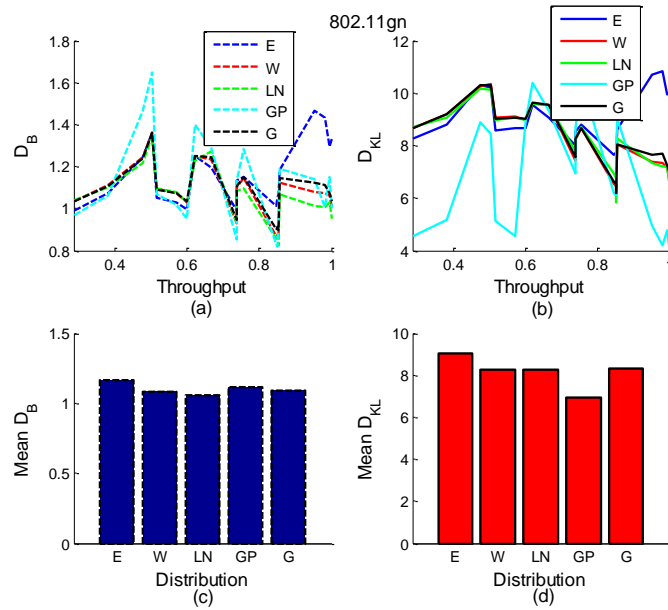 802.11gn
1.8
1.6
1.4
1.2
1
0.8
D_B
0.4
0.6
0.8
1
Throughput
(a)
E
W
LN
GP
G
12
10
8
6
4
D_KL
0.4
0.6
0.8
1
Throughput
(b)
E
W
LN
GP
G
1.5
1
0.5
0
Mean D_B
E W LN GP G
Distribution
(c)
10
8
6
4
2
0
Mean D_KL
E W LN GP G
Distribution
(d)